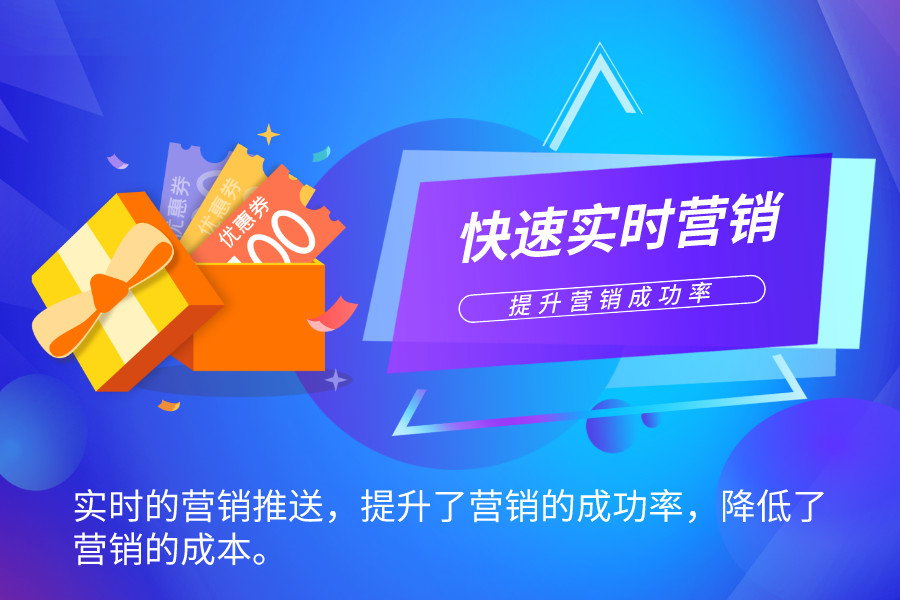 优惠券
优惠券
优惠券
100
快速实时营销
提升营销成功率
实时的营销推送，提升了营销的成功率，降低了
营销的成本。